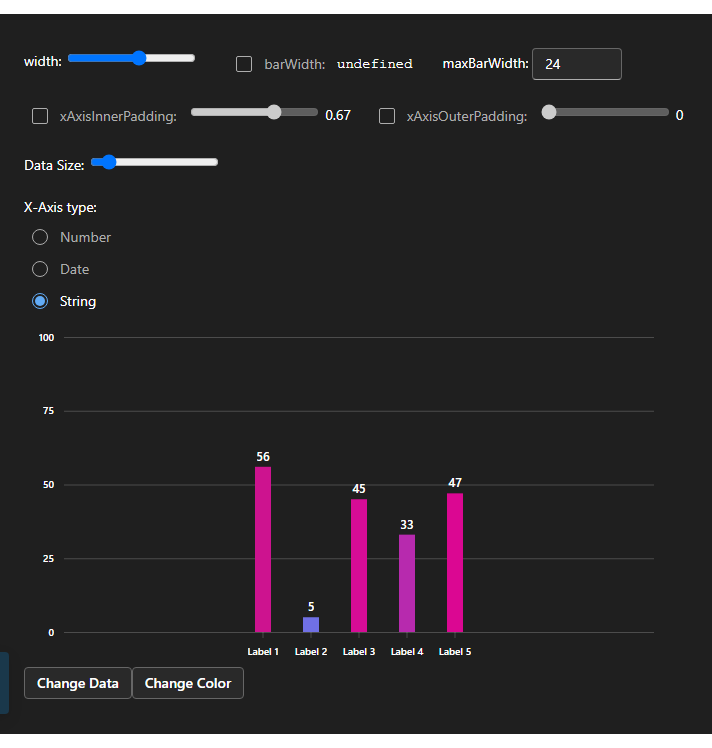 width: barWidth: undefined maxBarWidth: 24
xAxisInnerPadding: 0.67 xAxisOuterPadding: 0
Data Size:
X-Axis type:
Number
Date
String
100
75
56
50
47
45
33
25
5
0
Label 1 Label 2 Label 3 Label 4 Label 5
Change Data Change Color